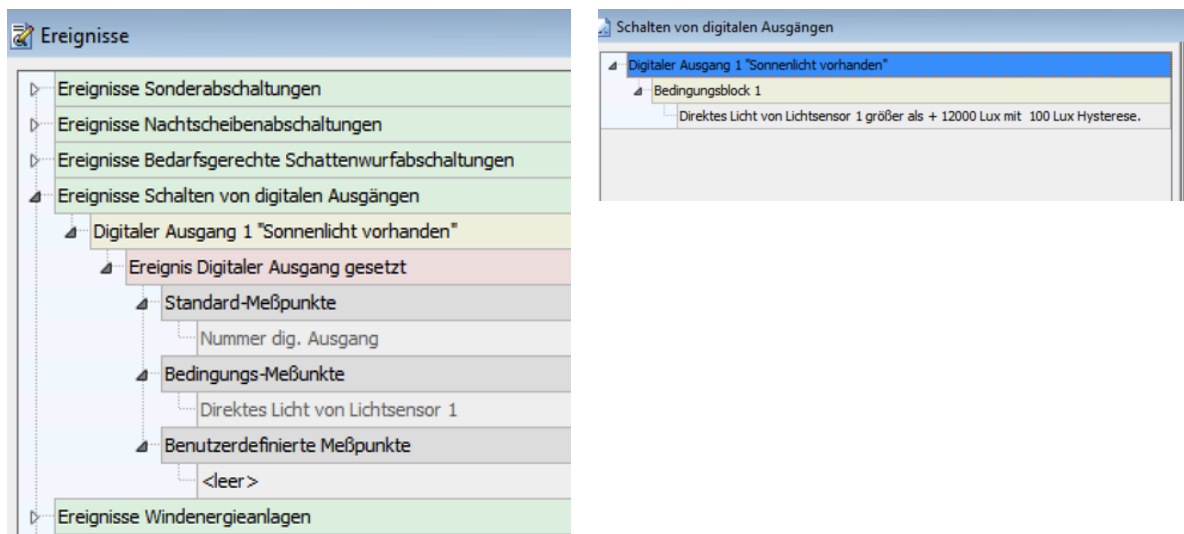 Ereignisse
Ereignisse Sonderabschaltungen
Ereignisse Nachtscheibenabschaltungen
Ereignisse Bedarfsgerechte Schattenwurfabschaltungen
Ereignisse Schalten von digitalen Ausgängen
Digitaler Ausgang 1 "Sonnenlicht vorhanden"
Ereignis Digitaler Ausgang gesetzt
Standard-Meßpunkte
Nummer dig. Ausgang
Bedingungs-Meßunkte
Direktes Licht von Lichtsensor 1
Benutzerdefinierte Meßpunkte
<leer>
Ereignisse Windenergieanlagen
Schalten von digitalen Ausgängen
Digitaler Ausgang 1 "Sonnenlicht vorhanden"
Bedingungsblock 1
Direktes Licht von Lichtsensor 1 größer als + 12000 Lux mit 100 Lux Hysterese.